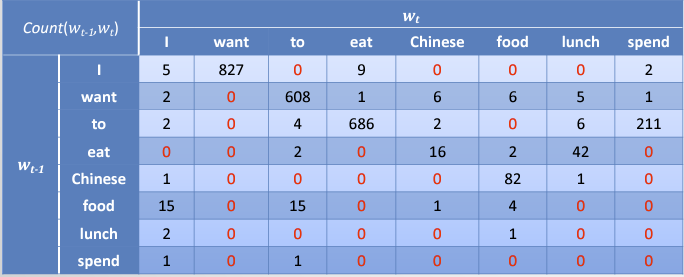 Count(wt-1,wt) wt
I want to eat Chinese food lunch spend
wt-1
I 5 827 0 9 0 0 0 2
want 2 0 608 1 6 6 5 1
to 2 0 4 686 2 0 6 211
eat 0 0 2 0 16 2 42 0
Chinese 1 0 0 0 0 82 1 0
food 15 0 15 0 1 4 0 0
lunch 2 0 0 0 0 1 0 0
spend 1 0 1 0 0 0 0 0